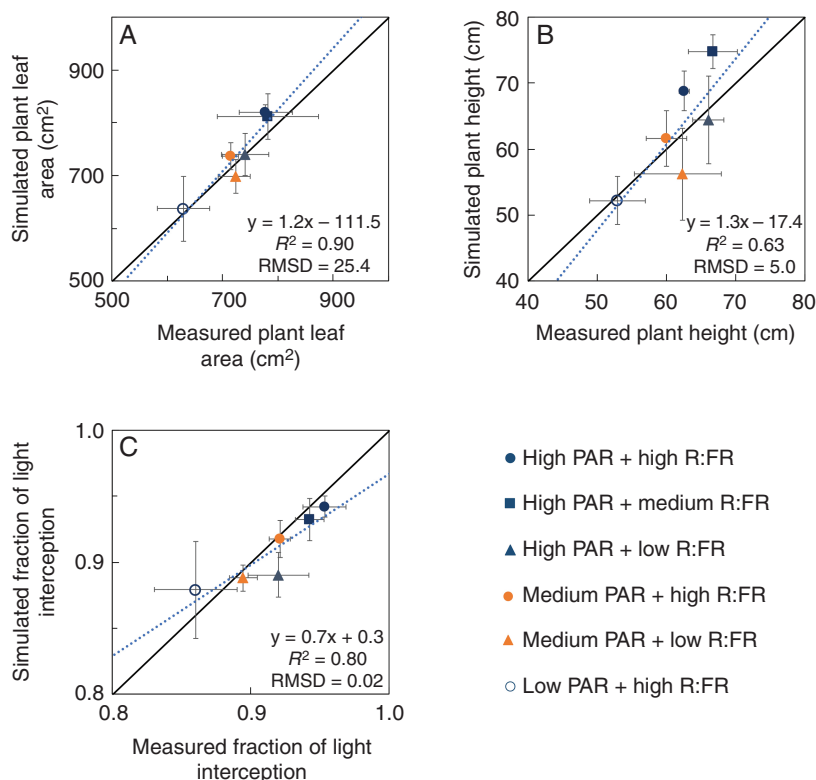 A
Simulated plant leaf
area (cm²)
900
700
500
y = 1.2x – 111.5
R² = 0.90
RMSD = 25.4
500
700
900
Measured plant leaf
area (cm²)
B
Simulated plant height (cm)
80
70
60
50
40
y = 1.3x – 17.4
R² = 0.63
RMSD = 5.0
40
50
60
70
80
Measured plant height (cm)
C
Simulated fraction of light
interception
1.0
0.9
0.8
y = 0.7x + 0.3
R² = 0.80
RMSD = 0.02
0.8
0.9
1.0
Measured fraction of light
interception
High PAR + high R:FR
High PAR + medium R:FR
High PAR + low R:FR
Medium PAR + high R:FR
Medium PAR + low R:FR
Low PAR + high R:FR